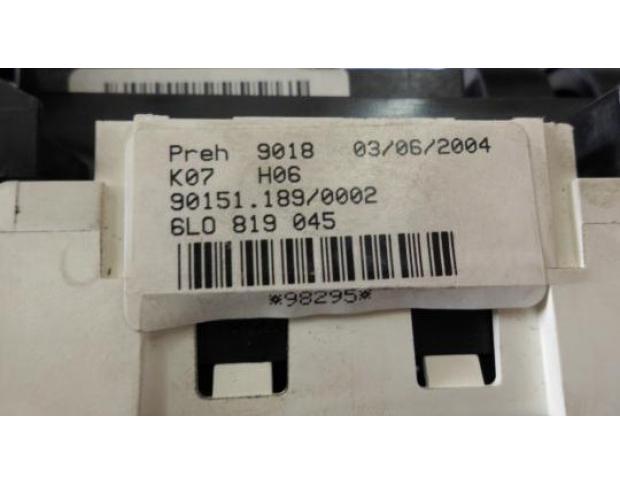 Preh 9018 03/06/2004
K07 H06
90151.189/0002
6L0 819 045
*98295*